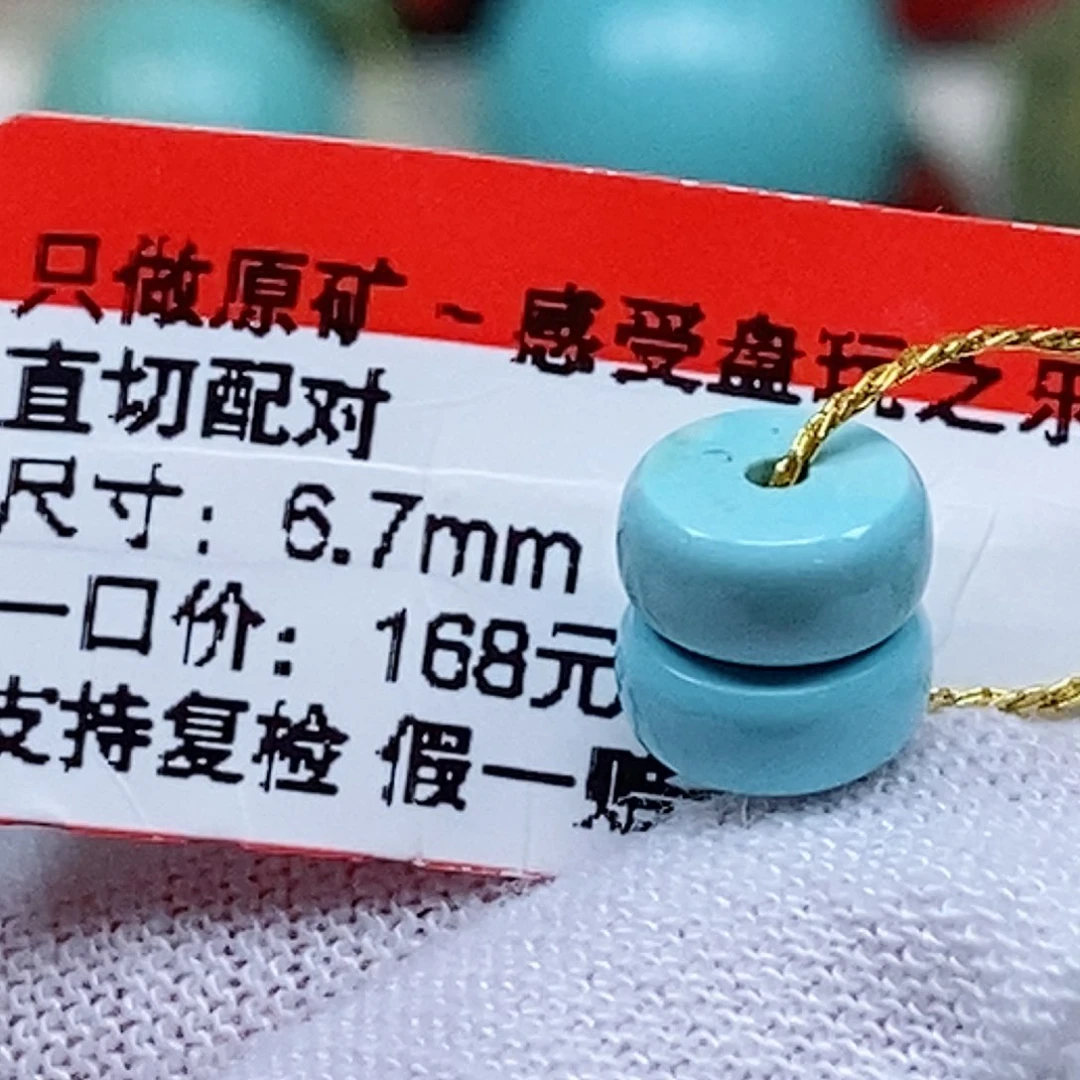 只做原矿~感受盘玩之乐
直切配对
尺寸：6.7mm
一口价：168元
支持复检 假一赔